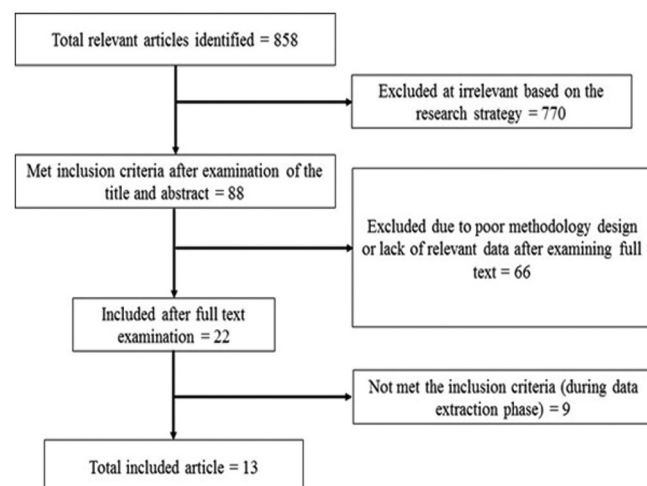 Total relevant articles identified = 858
Excluded at irrelevant based on the
research strategy = 770
Met inclusion criteria after examination of the
title and abstract = 88
Excluded due to poor methodology design
or lack of relevant data after examining full
text = 66
Included after full text
examination = 22
Not met the inclusion criteria (during data
extraction phase) = 9
Total included article = 13